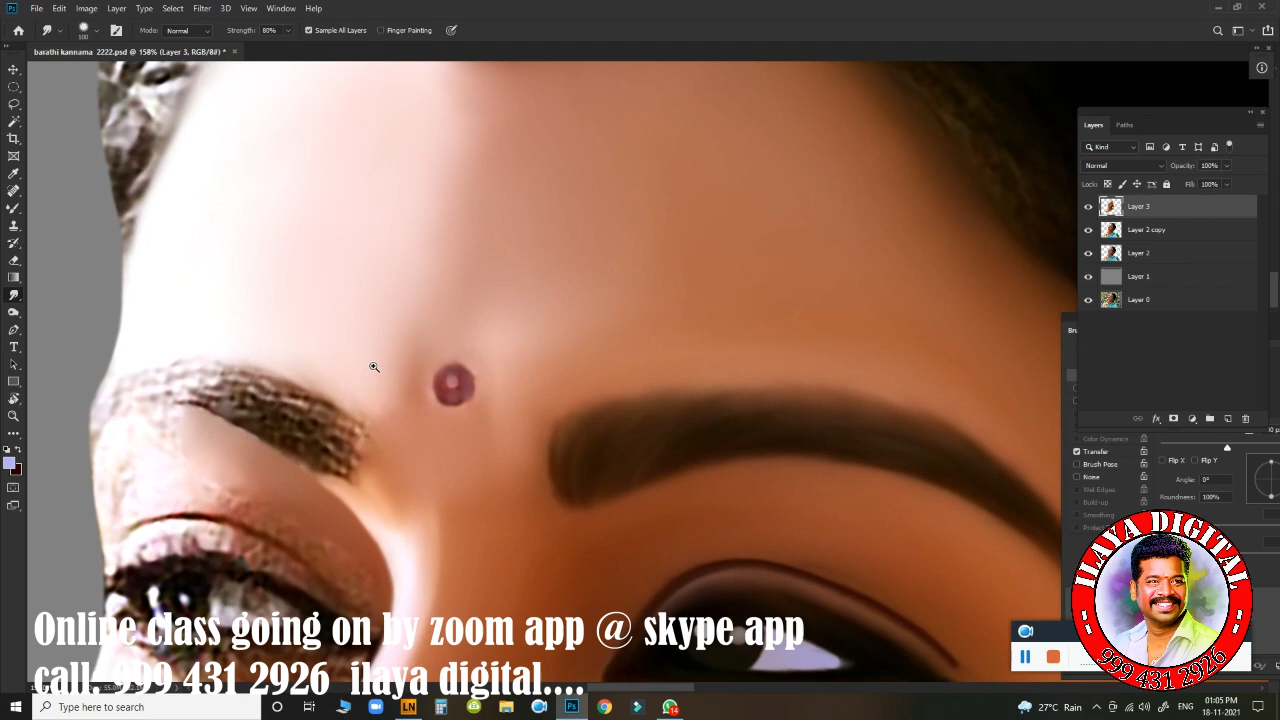 File Edit Image Layer Type Select Filter 3D View Window Help
100 Mode: Normal Strength: 80% Sample All Layers Finger Painting
barathi kannama 2222.psd @ 158% (Layer 3, RGB/8#) *
Layers Paths
Kind
Normal Opacity: 100%
Lock: Fill: 100%
Layer 3
Layer 2 copy
Layer 2
Layer 1
Layer 0
Color Dynamics
Transfer
Brush Pose
Noise
Wet Edges
Build-up
Smoothing
Flip X Flip Y
Angle: 0°
Roundness: 100%
ILAYA DIGITAL
999 431 2926
Online class going on by zoom app @ skype app
call: 999 431 2926 ilaya digital....
Type here to search
LN
Ps
14
27°C Rain
ENG
01:05 PM
18-11-2021